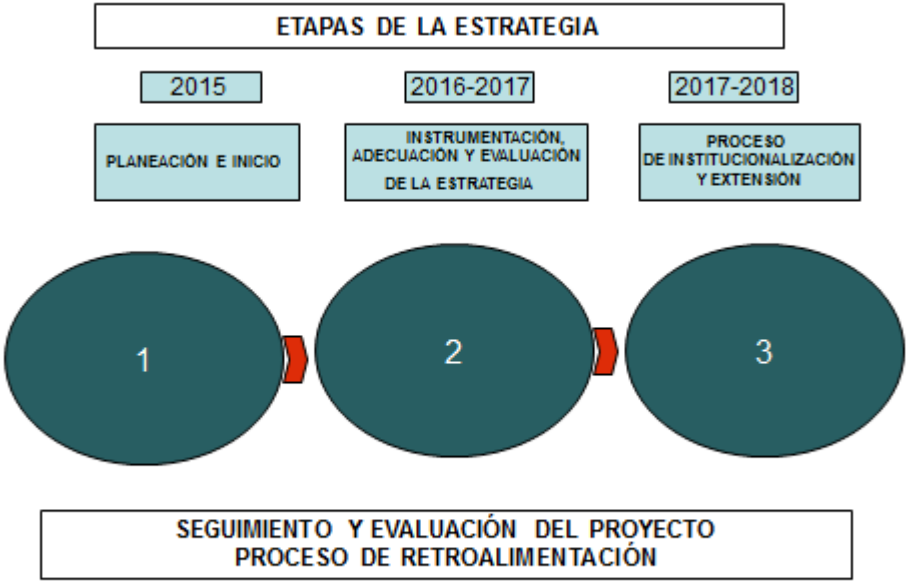 ETAPAS DE LA ESTRATEGIA
2015
2016-2017
2017-2018
PLANEACIÓN E INICIO
INSTRUMENTACIÓN,
ADECUACIÓN Y EVALUACIÓN
DE LA ESTRATEGIA
PROCESO
DE INSTITUCIONALIZACIÓN
Y EXTENSIÓN
1
2
3
SEGUIMIENTO Y EVALUACIÓN DEL PROYECTO
PROCESO DE RETROALIMENTACIÓN